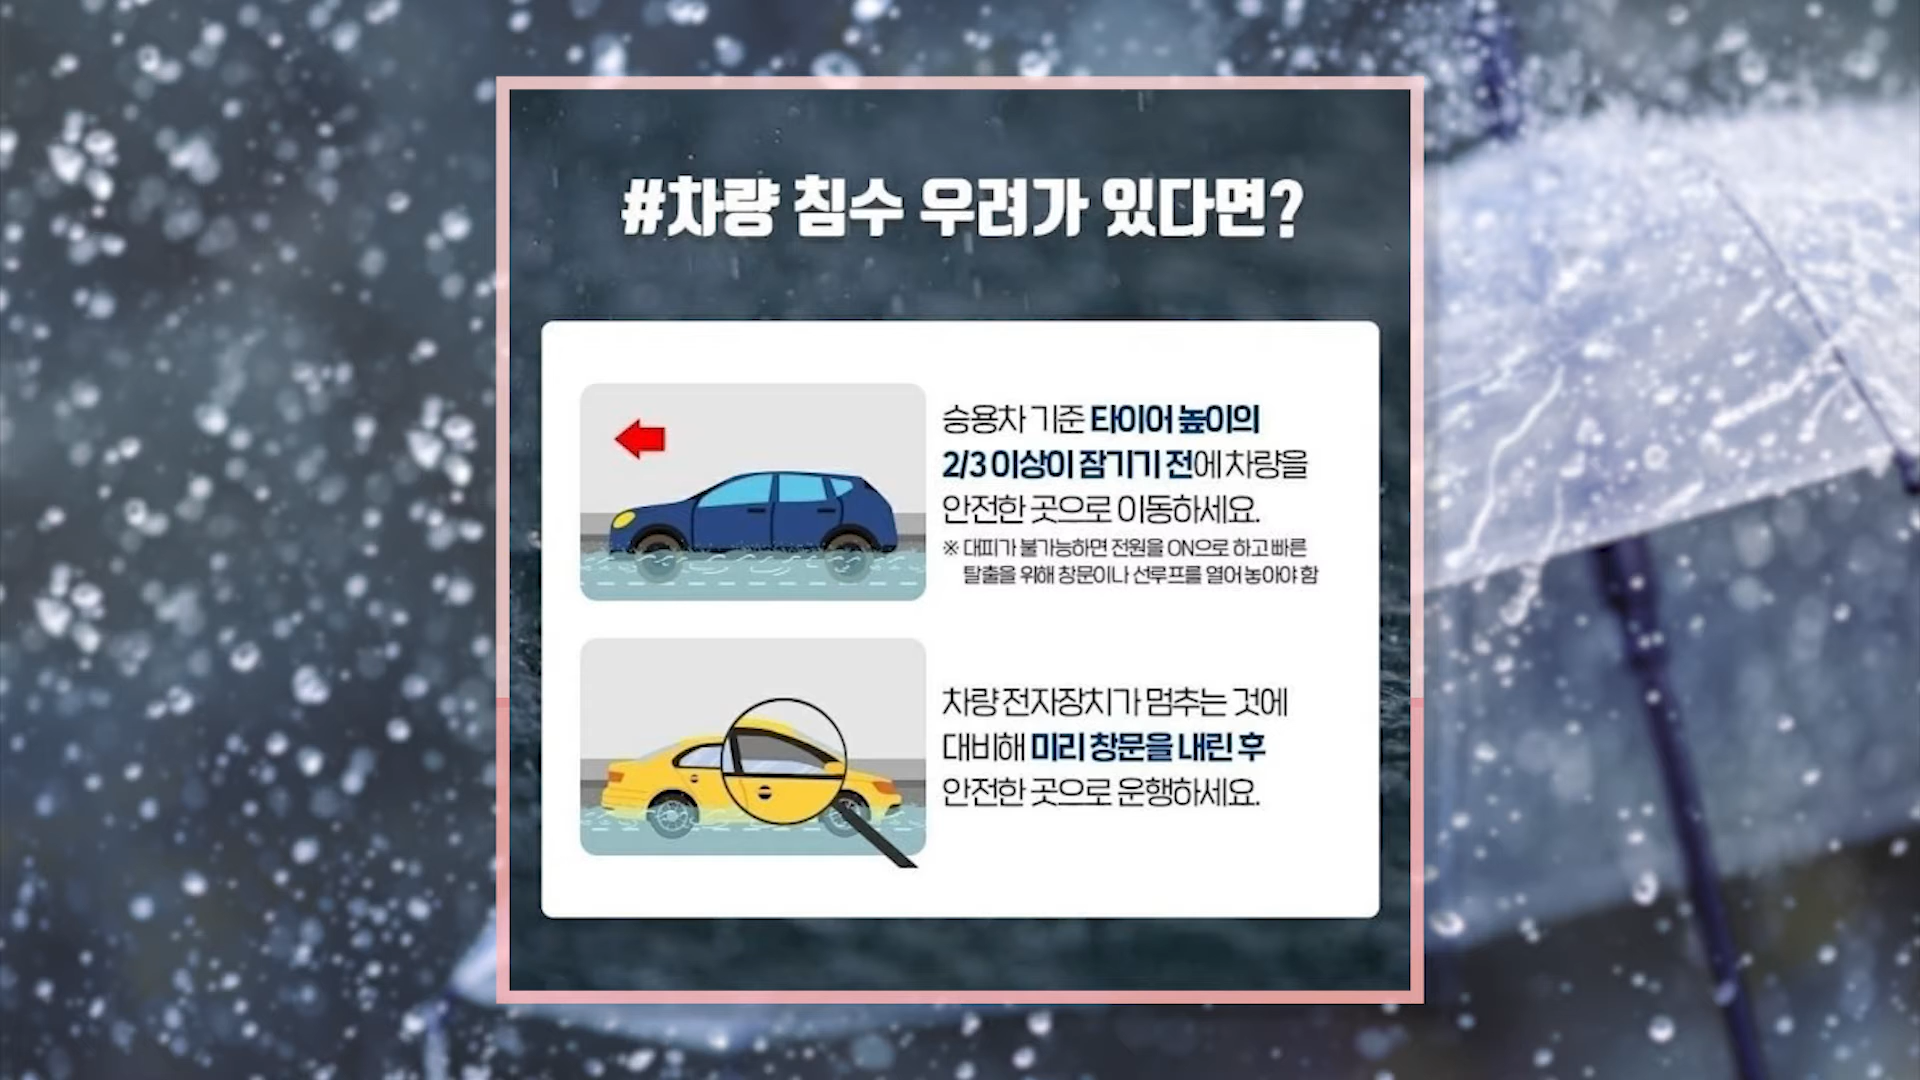 #차량 침수 우려가 있다면?
승용차 기준 타이어 높이의
2/3 이상이 잠기기 전에 차량을
안전한 곳으로 이동하세요.
※ 대피가 불가능하면 전원을 ON으로 하고 빠른
탈출을 위해 창문이나 선루프를 열어 놓아야 함
차량 전자장치가 멈추는 것에
대비해 미리 창문을 내린 후
안전한 곳으로 운행하세요.